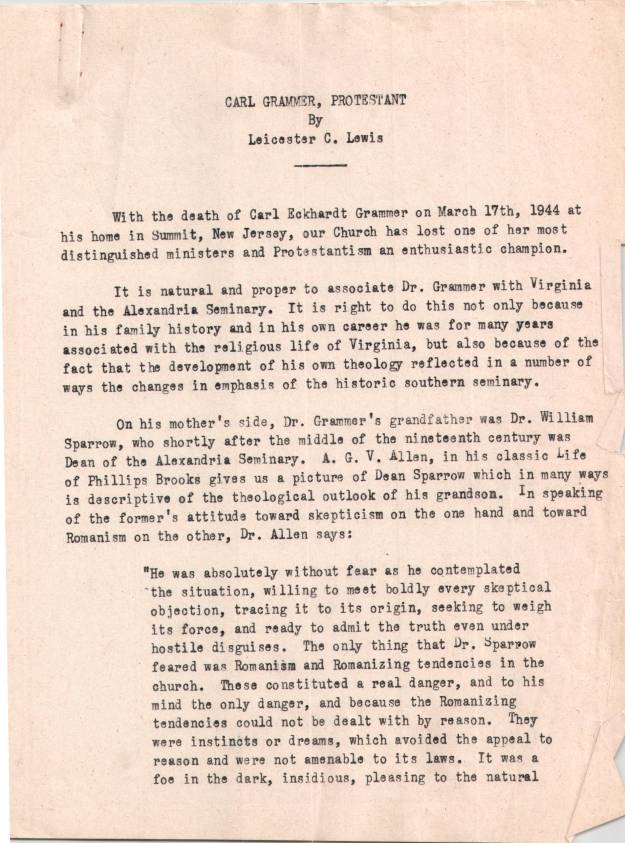 CARL GRAMMER, PROTESTANT
By
Leicester C. Lewis
With the death of Carl Eckhardt Grammer on March 17th, 1944 at
his home in Summit, New Jersey, our Church has lost one of her most
distinguished ministers and Protestantism an enthusiastic champion.
It is natural and proper to associate Dr. Grammer with Virginia
and the Alexandria Seminary. It is right to do this not only because
in his family history and in his own career he was for many years
associated with the religious life of Virginia, but also because of the
fact that the development of his own theology reflected in a number of
ways the changes in emphasis of the historic southern seminary.
On his mother's side, Dr. Grammer's grandfather was Dr. William
Sparrow, who shortly after the middle of the nineteenth century was
Dean of the Alexandria Seminary. A. G. V. Allen, in his classic Life
of Phillips Brooks gives us a picture of Dean Sparrow which in many ways
is descriptive of the theological outlook of his grandson. In speaking
of the former's attitude toward skepticism on the one hand and toward
Romanism on the other, Dr. Allen says:
"He was absolutely without fear as he contemplated
the situation, willing to meet boldly every skeptical
objection, tracing it to its origin, seeking to weigh
its force, and ready to admit the truth even under
hostile disguises. The only thing that Dr. Sparrow
feared was Romanism and Romanizing tendencies in the
church. These constituted a real danger, and to his
mind the only danger, and because the Romanizing
tendencies could not be dealt with by reason. They
were instincts or dreams, which avoided the appeal to
reason and were not amenable to its laws. It was a
foe in the dark, insidious, pleasing to the natural